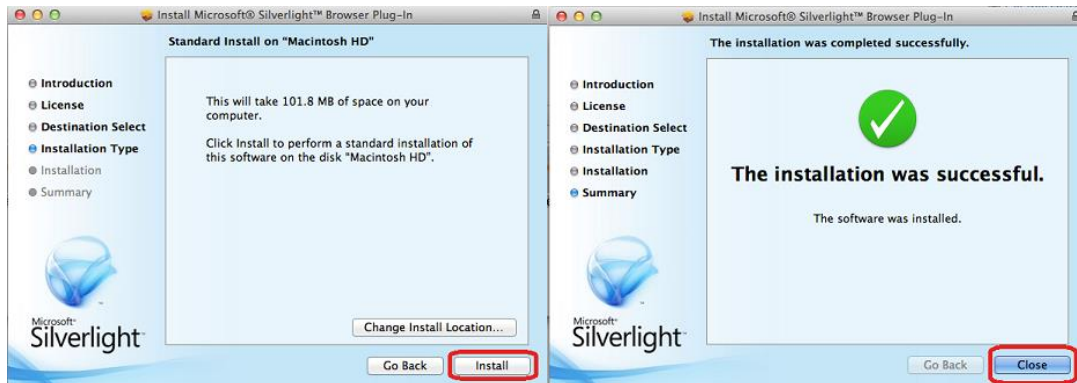 Install Microsoft® Silverlight™ Browser Plug-In
Standard Install on "Macintosh HD"
Introduction
License
Destination Select
Installation Type
Installation
Summary
This will take 101.8 MB of space on your
computer.
Click Install to perform a standard installation of
this software on the disk "Macintosh HD".
Microsoft®
Silverlight™
Change Install Location...
Go Back
Install
Install Microsoft® Silverlight™ Browser Plug-In
The installation was completed successfully.
Introduction
License
Destination Select
Installation Type
Installation
Summary
The installation was successful.
The software was installed.
Microsoft®
Silverlight™
Go Back
Close